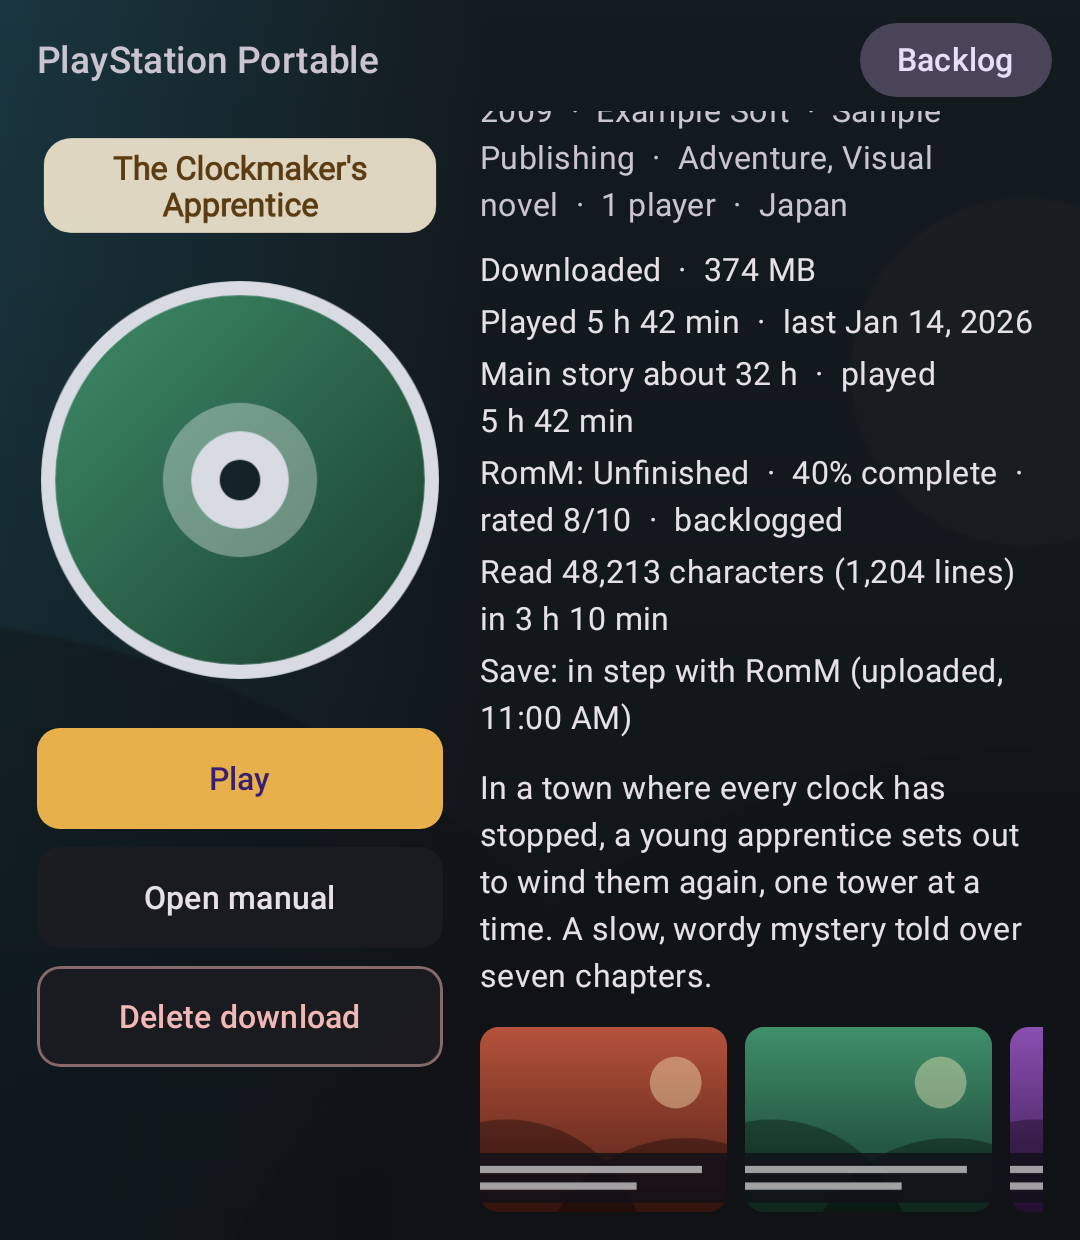 PlayStation Portable
Backlog
The Clockmaker's
Apprentice
Play
Open manual
Delete download
2009 · Example Soft · Sample
Publishing · Adventure, Visual
novel · 1 player · Japan
Downloaded · 374 MB
Played 5 h 42 min · last Jan 14, 2026
Main story about 32 h · played
5 h 42 min
RomM: Unfinished · 40% complete ·
rated 8/10 · backlogged
Read 48,213 characters (1,204 lines)
in 3 h 10 min
Save: in step with RomM (uploaded,
11:00 AM)
In a town where every clock has
stopped, a young apprentice sets out
to wind them again, one tower at a
time. A slow, wordy mystery told over
seven chapters.